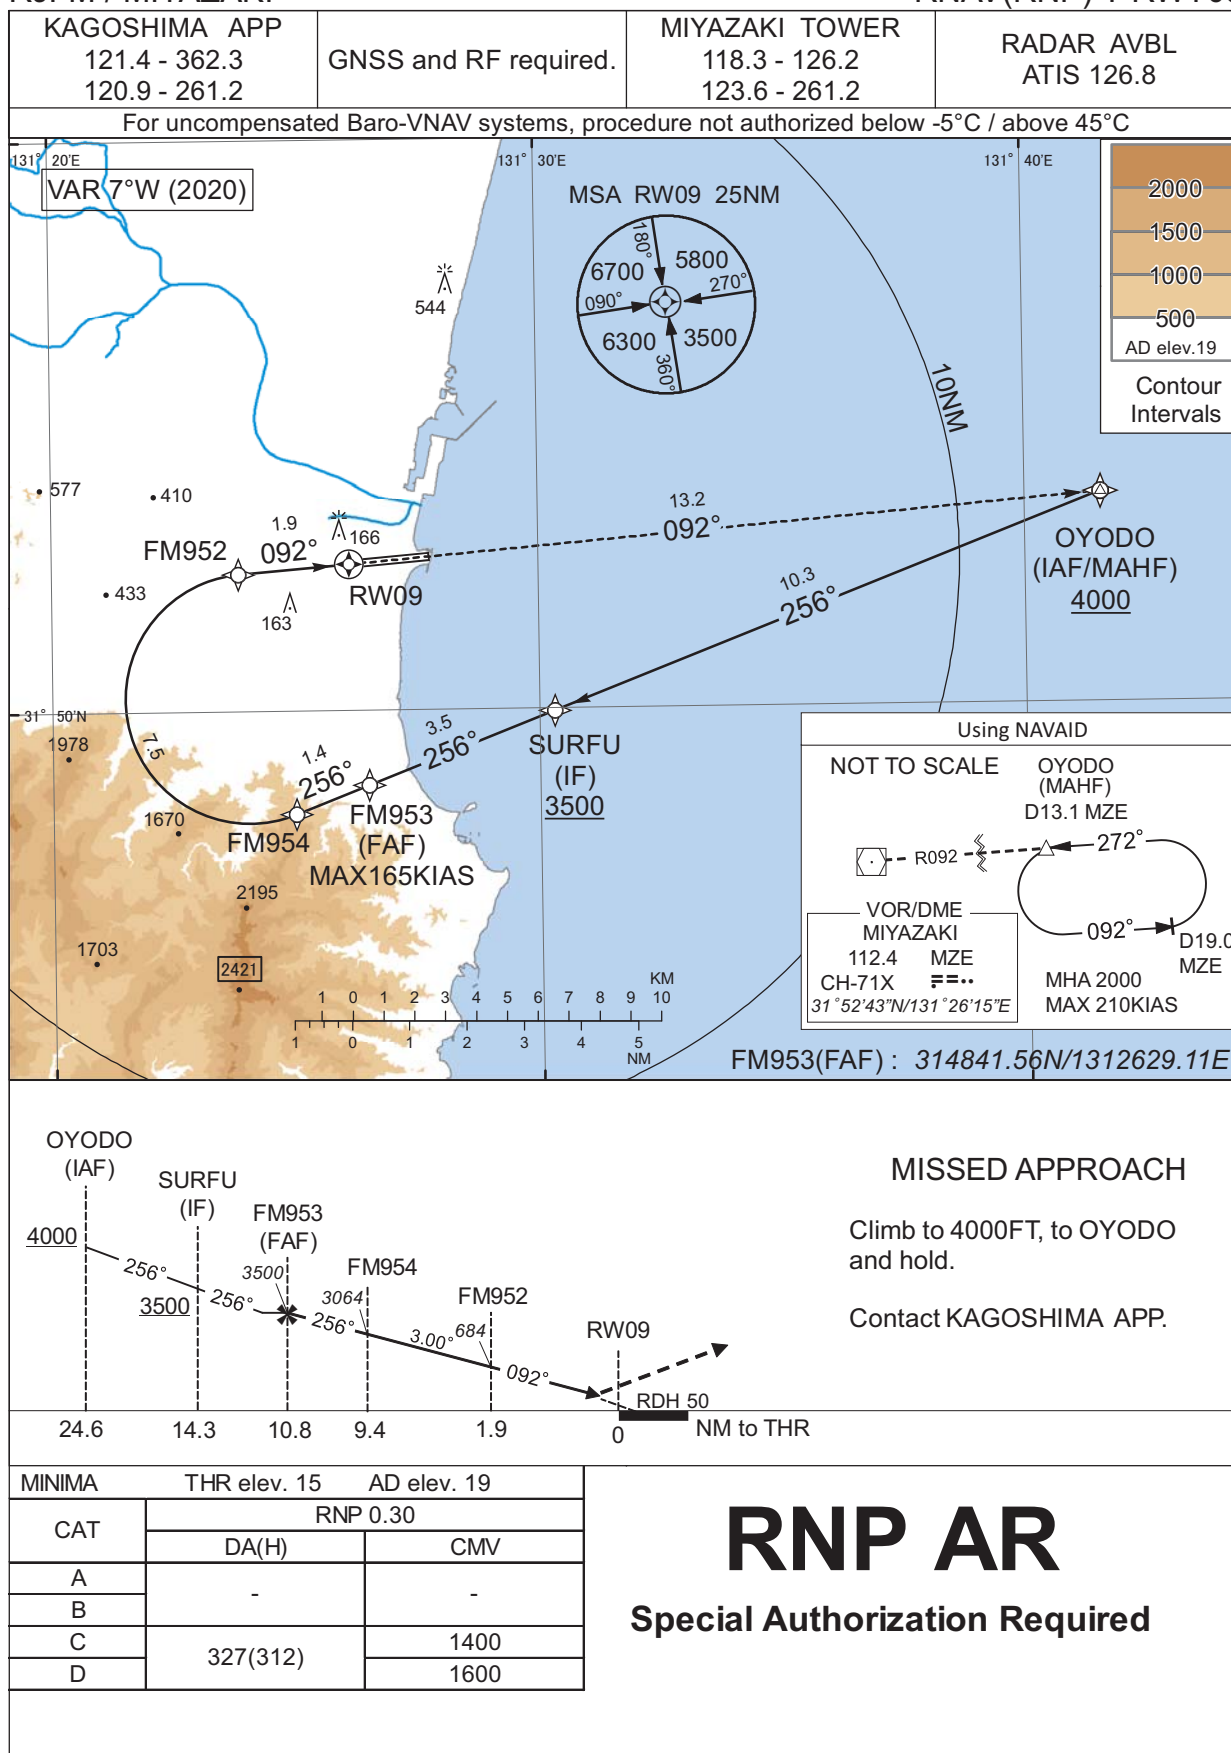 KAGOSHIMA APP
121.4 - 362.3
120.9 - 261.2
GNSS and RF required.
MIYAZAKI TOWER
118.3 - 126.2
123.6 - 261.2
RADAR AVBL
ATIS 126.8
For uncompensated Baro-VNAV systems, procedure not authorized below -5°C / above 45°C
131° 20'E
131° 30'E
131° 40'E
VAR 7°W (2020)
MSA RW09 25NM
180°
6700
5800
270°
090°
6300
3500
360°
2000
1500
1000
500
AD elev.19
Contour
Intervals
544
10NM
577
410
1.9
092°
166
FM952
RW09
433
163
13.2
092°
OYODO
(IAF/MAHF)
4000
10.3
256°
31° 50'N
1978
7.5
3.5
256°
SURFU
(IF)
3500
1.4
256°
FM953
(FAF)
MAX165KIAS
FM954
1670
2195
1703
2421
Using NAVAID
NOT TO SCALE
OYODO
(MAHF)
D13.1 MZE
R092
272°
092°
D19.0
MZE
VOR/DME
MIYAZAKI
112.4 MZE
CH-71X
31°52'43"N/131°26'15"E
MHA 2000
MAX 210KIAS
KM
1 0 1 2 3 4 5 6 7 8 9 10
1 0 1 2 3 4 5
NM
FM953(FAF) : 314841.56N/1312629.11E
OYODO
(IAF)
SURFU
(IF)
FM953
(FAF)
FM954
FM952
RW09
4000
256°
3500
256°
3500
256°
3064
3.00°
684
092°
RDH 50
24.6
14.3
10.8
9.4
1.9
0
NM to THR
MISSED APPROACH
Climb to 4000FT, to OYODO
and hold.
Contact KAGOSHIMA APP.
MINIMA THR elev. 15 AD elev. 19
CAT
RNP 0.30
DA(H) CMV
A
B
- -
C
D
327(312)
1400
1600
RNP AR
Special Authorization Required